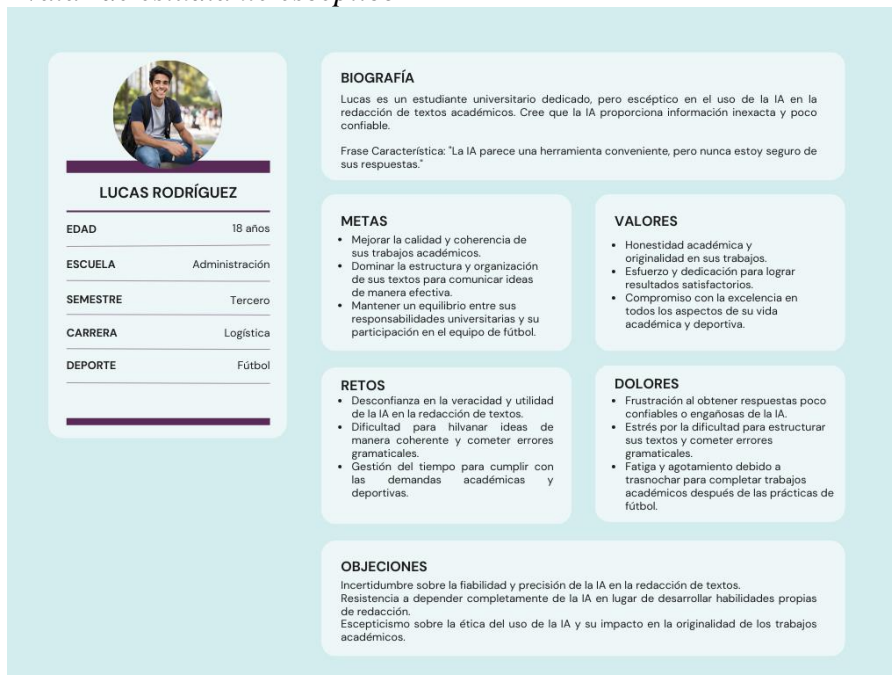 LUCAS RODRÍGUEZ
EDAD 18 años
ESCUELA Administración
SEMESTRE Tercero
CARRERA Logística
DEPORTE Fútbol
BIOGRAFÍA
Lucas es un estudiante universitario dedicado, pero escéptico en el uso de la IA en la
redacción de textos académicos. Cree que la IA proporciona información inexacta y poco
confiable.
Frase Característica: "La IA parece una herramienta conveniente, pero nunca estoy seguro de
sus respuestas."
METAS
• Mejorar la calidad y coherencia de
sus trabajos académicos.
• Dominar la estructura y organización
de sus textos para comunicar ideas
de manera efectiva.
• Mantener un equilibrio entre sus
responsabilidades universitarias y su
participación en el equipo de fútbol.
VALORES
• Honestidad académica y
originalidad en sus trabajos.
• Esfuerzo y dedicación para lograr
resultados satisfactorios.
• Compromiso con la excelencia en
todos los aspectos de su vida
académica y deportiva.
RETOS
• Desconfianza en la veracidad y utilidad
de la IA en la redacción de textos.
• Dificultad para hilvanar ideas de
manera coherente y cometer errores
gramaticales.
• Gestión del tiempo para cumplir con
las demandas académicas y
deportivas.
DOLORES
• Frustración al obtener respuestas poco
confiables o engañosas de la IA.
• Estrés por la dificultad para estructurar
sus textos y cometer errores
gramaticales.
• Fatiga y agotamiento debido a
trasnochar para completar trabajos
académicos después de las prácticas de
fútbol.
OBJECIONES
Incertidumbre sobre la fiabilidad y precisión de la IA en la redacción de textos.
Resistencia a depender completamente de la IA en lugar de desarrollar habilidades propias
de redacción.
Escepticismo sobre la ética del uso de la IA y su impacto en la originalidad de los trabajos
académicos.